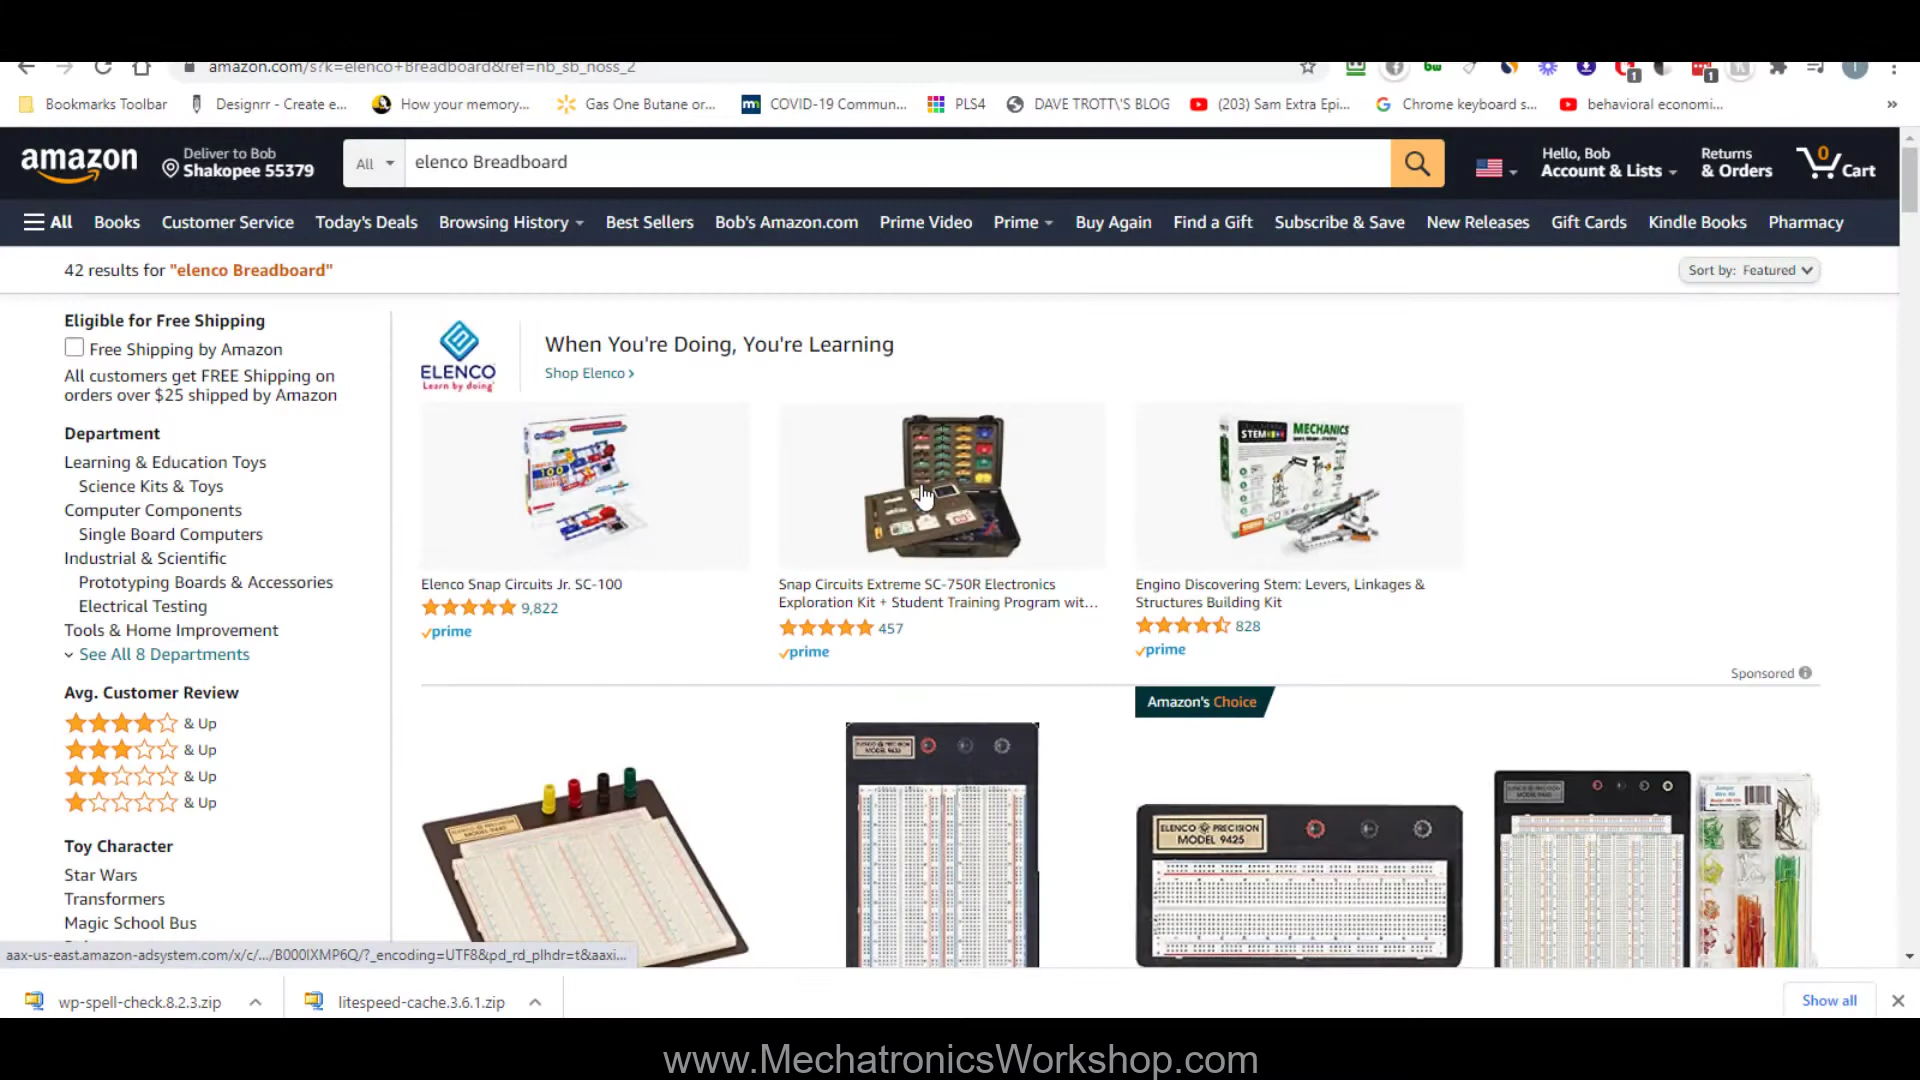 amazon.com/s?k=elenco+Breadboard&ref=nb_sb_noss_2
1
1
Bookmarks Toolbar
Designrr - Create e...
How your memory...
Gas One Butane or...
COVID-19 Commun...
PLS4
DAVE TROTT\'S BLOG
(203) Sam Extra Epi...
Chrome keyboard s...
behavioral economi...
amazon
Deliver to Bob
Shakopee 55379
All
elenco Breadboard
Hello, Bob
Account & Lists
Returns
& Orders
0
Cart
All
Books
Customer Service
Today's Deals
Browsing History
Best Sellers
Bob's Amazon.com
Prime Video
Prime
Buy Again
Find a Gift
Subscribe & Save
New Releases
Gift Cards
Kindle Books
Pharmacy
42 results for "elenco Breadboard"
Sort by: Featured
Eligible for Free Shipping
Free Shipping by Amazon
All customers get FREE Shipping on
orders over $25 shipped by Amazon
Department
Learning & Education Toys
Science Kits & Toys
Computer Components
Single Board Computers
Industrial & Scientific
Prototyping Boards & Accessories
Electrical Testing
Tools & Home Improvement
See All 8 Departments
Avg. Customer Review
& Up
& Up
& Up
& Up
Toy Character
Star Wars
Transformers
Magic School Bus
ELENCO
Learn by doing
When You're Doing, You're Learning
Shop Elenco ›
100
Elenco Snap Circuits Jr. SC-100
9,822
prime
Snap Circuits Extreme SC-750R Electronics
Exploration Kit + Student Training Program wit...
457
prime
STEM MECHANICS
Engino Discovering Stem: Levers, Linkages &
Structures Building Kit
828
prime
Sponsored
Amazon's Choice
ELENCO PRECISION
MODEL 9425
aax-us-east.amazon-adsystem.com/x/c/.../B000IXMP6Q/?_encoding=UTF8&pd_rd_plhdr=t&aaxi...
wp-spell-check.8.2.3.zip
litespeed-cache.3.6.1.zip
Show all
www.MechatronicsWorkshop.com